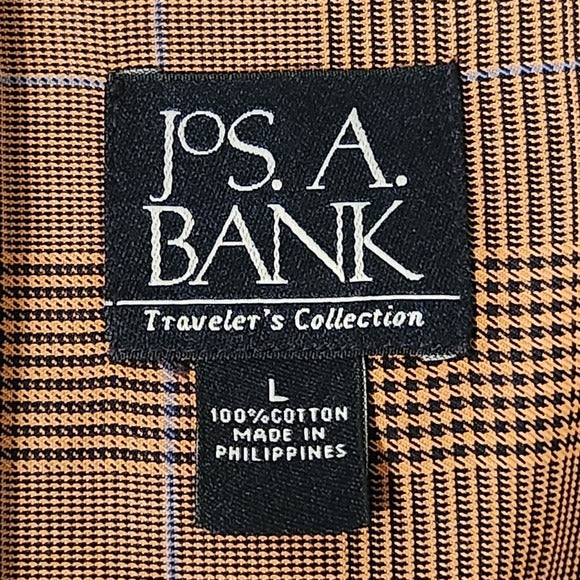 JOS. A.
BANK
Traveler's Collection
L
100% COTTON
MADE IN
PHILIPPINES